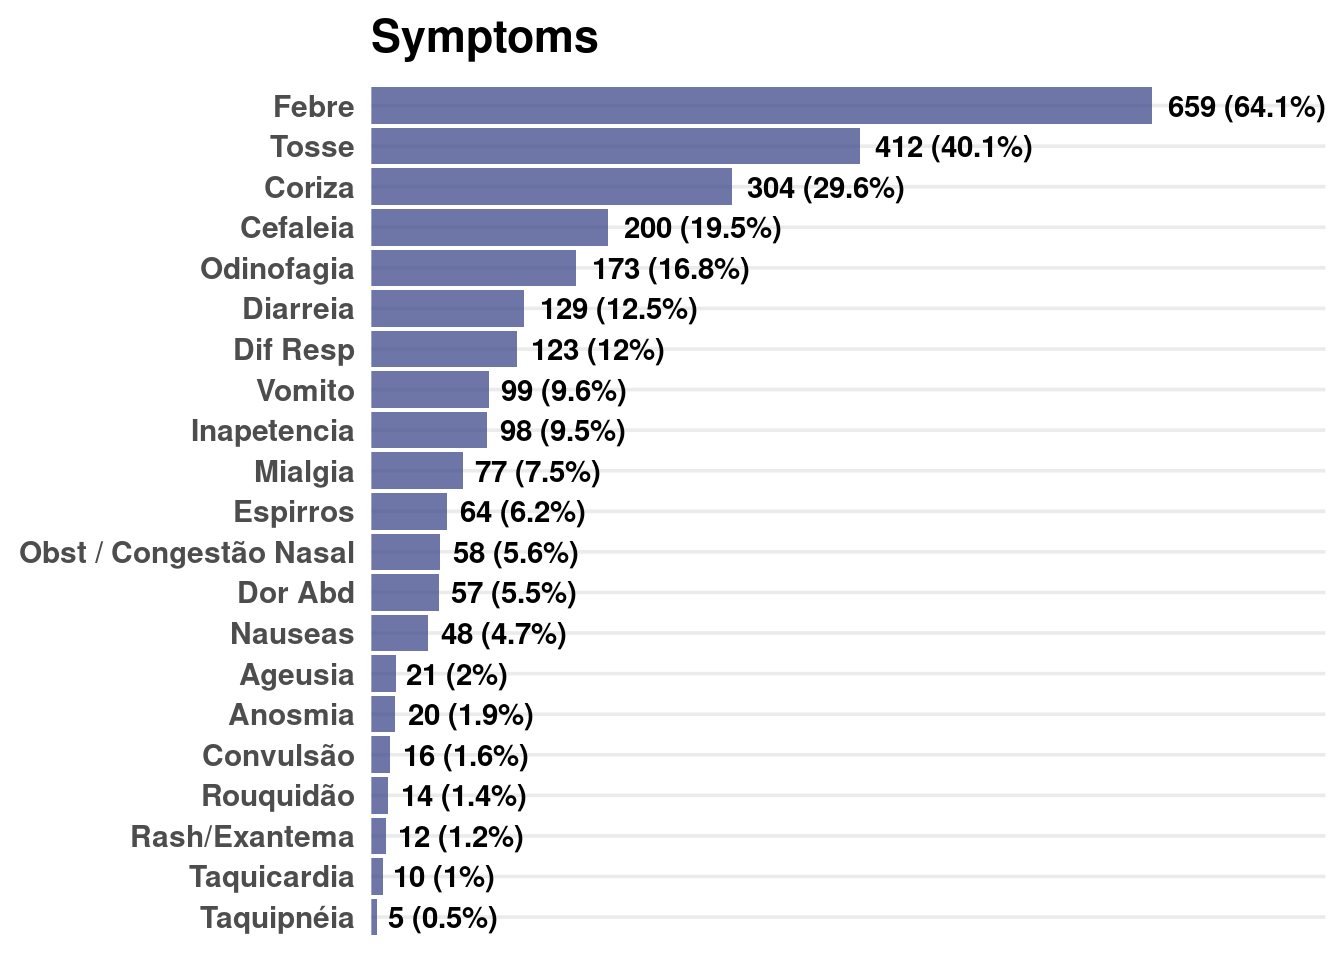 Symptoms
Febre 659 (64.1%)
Tosse 412 (40.1%)
Coriza 304 (29.6%)
Cefaleia 200 (19.5%)
Odinofagia 173 (16.8%)
Diarreia 129 (12.5%)
Dif Resp 123 (12%)
Vomito 99 (9.6%)
Inapetencia 98 (9.5%)
Mialgia 77 (7.5%)
Espirros 64 (6.2%)
Obst / Congestão Nasal 58 (5.6%)
Dor Abd 57 (5.5%)
Nauseas 48 (4.7%)
Ageusia 21 (2%)
Anosmia 20 (1.9%)
Convulsão 16 (1.6%)
Rouquidão 14 (1.4%)
Rash/Exantema 12 (1.2%)
Taquicardia 10 (1%)
Taquipnéia 5 (0.5%)